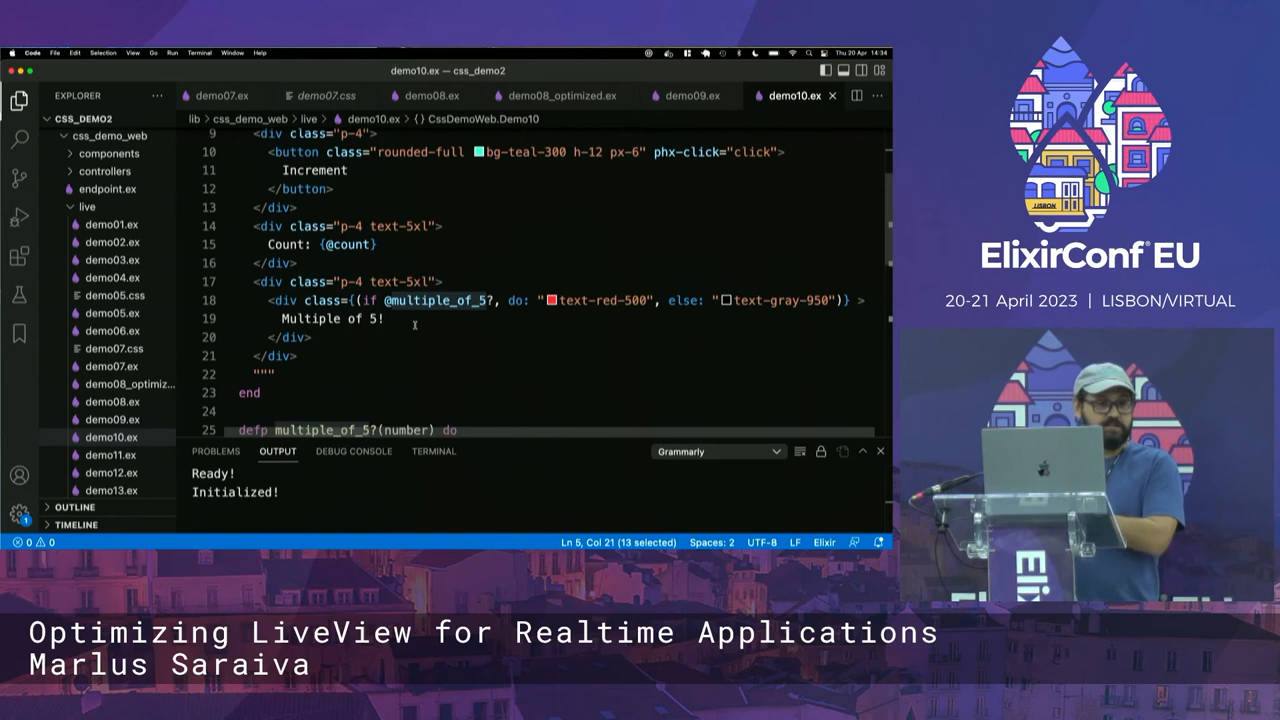 Code File Edit Selection View Go Run Terminal Window Help Thu 20 Apr 14:34
demo10.ex — css_demo2
EXPLORER ··· demo07.ex demo07.css demo08.ex demo08_optimized.ex demo09.ex demo10.ex
CSS_DEMO2
lib > css_demo_web > live > demo10.ex > {} CssDemoWeb.Demo10
css_demo_web
components
controllers
endpoint.ex
live
demo01.ex
demo02.ex
demo03.ex
demo04.ex
demo05.css
demo05.ex
demo06.ex
demo07.css
demo07.ex
demo08_optimiz...
demo08.ex
demo09.ex
demo10.ex
demo11.ex
demo12.ex
demo13.ex
OUTLINE
TIMELINE
9 <div class="p-4">
10 <button class="rounded-full bg-teal-300 h-12 px-6" phx-click="click">
11 Increment
12 </button>
13 </div>
14 <div class="p-4 text-5xl">
15 Count: {@count}
16 </div>
17 <div class="p-4 text-5xl">
18 <div class={(if @multiple_of_5?, do: "text-red-500", else: "text-gray-950")} >
19 Multiple of 5!
20 </div>
21 </div>
22 """
23 end
24
25 defp multiple_of_5?(number) do
PROBLEMS OUTPUT DEBUG CONSOLE TERMINAL Grammarly
Ready!
Initialized!
1
0 0 Ln 5, Col 21 (13 selected) Spaces: 2 UTF-8 LF Elixir
LISBON
ElixirConf® EU
20-21 April 2023 | LISBON/VIRTUAL
Elix
Optimizing LiveView for Realtime Applications
Marlus Saraiva